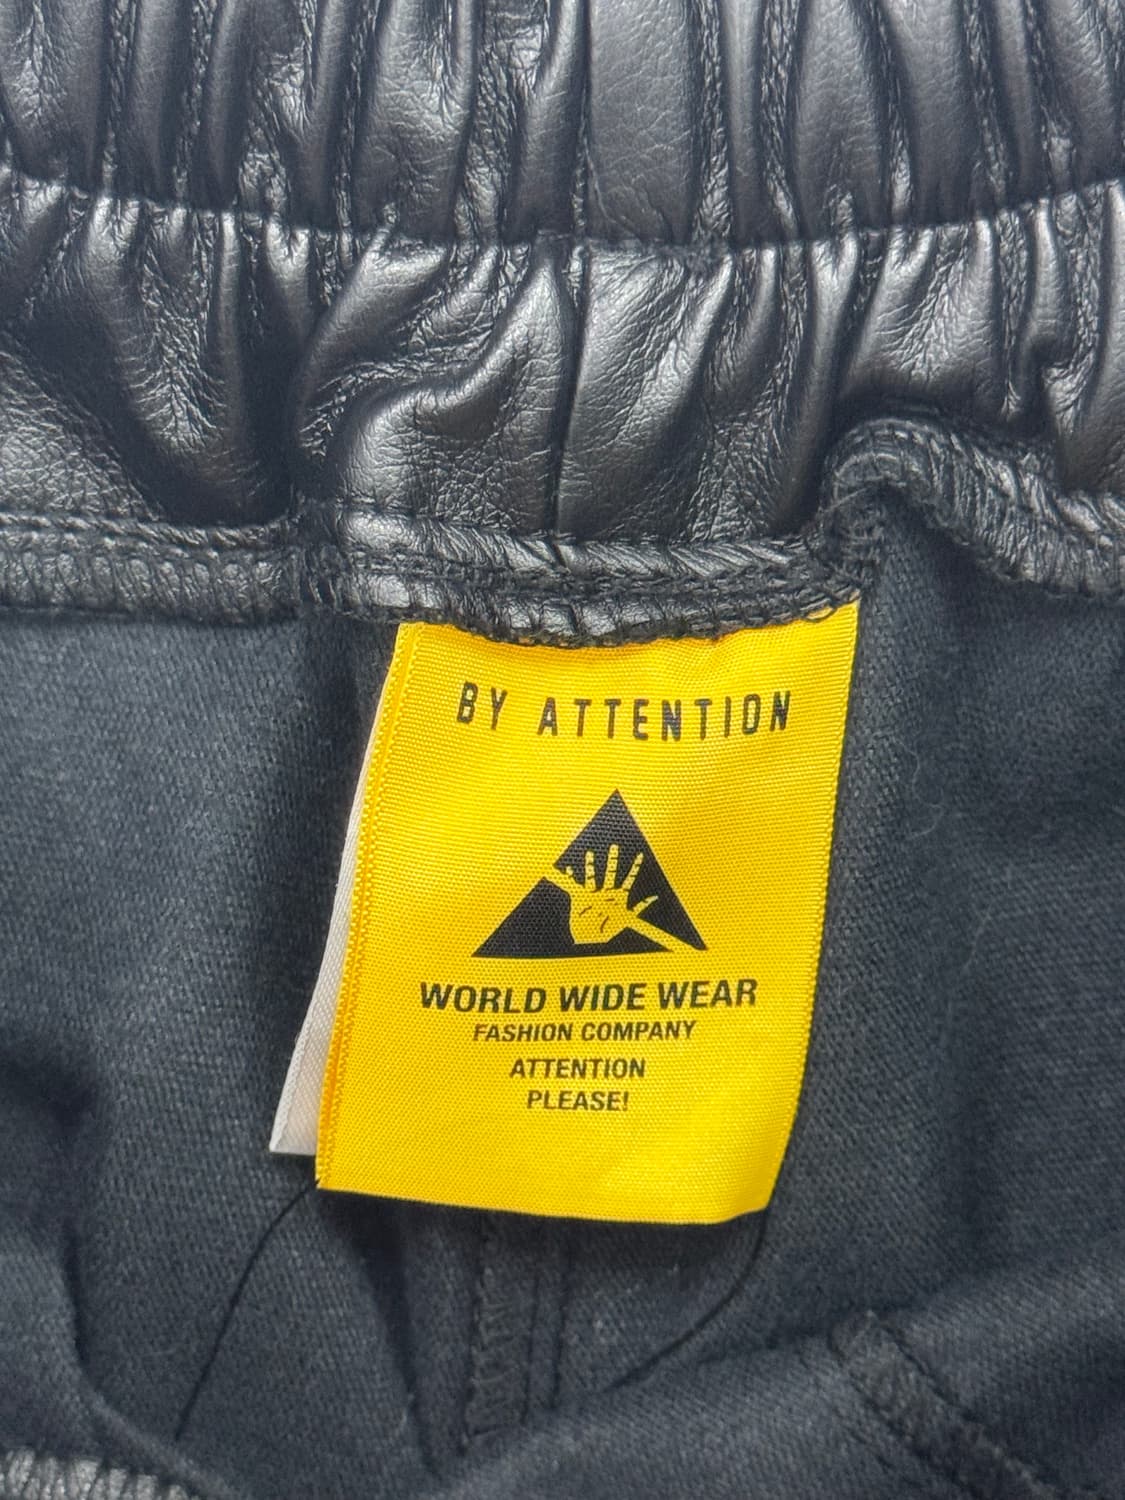 BY ATTENTION
WORLD WIDE WEAR
FASHION COMPANY
ATTENTION
PLEASE!